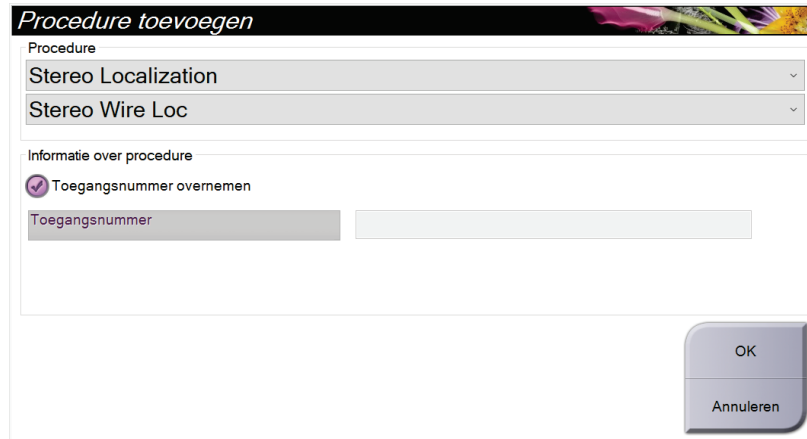 Procedure toevoegen
Procedure
Stereo Localization
Stereo Wire Loc
Informatie over procedure
Toegangsnummer overnemen
Toegangsnummer
OK
Annuleren